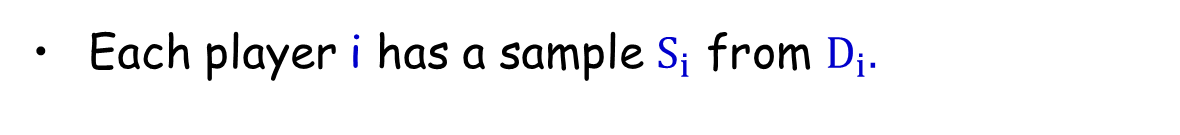 • Each player i has a sample Sᵢ from Dᵢ.